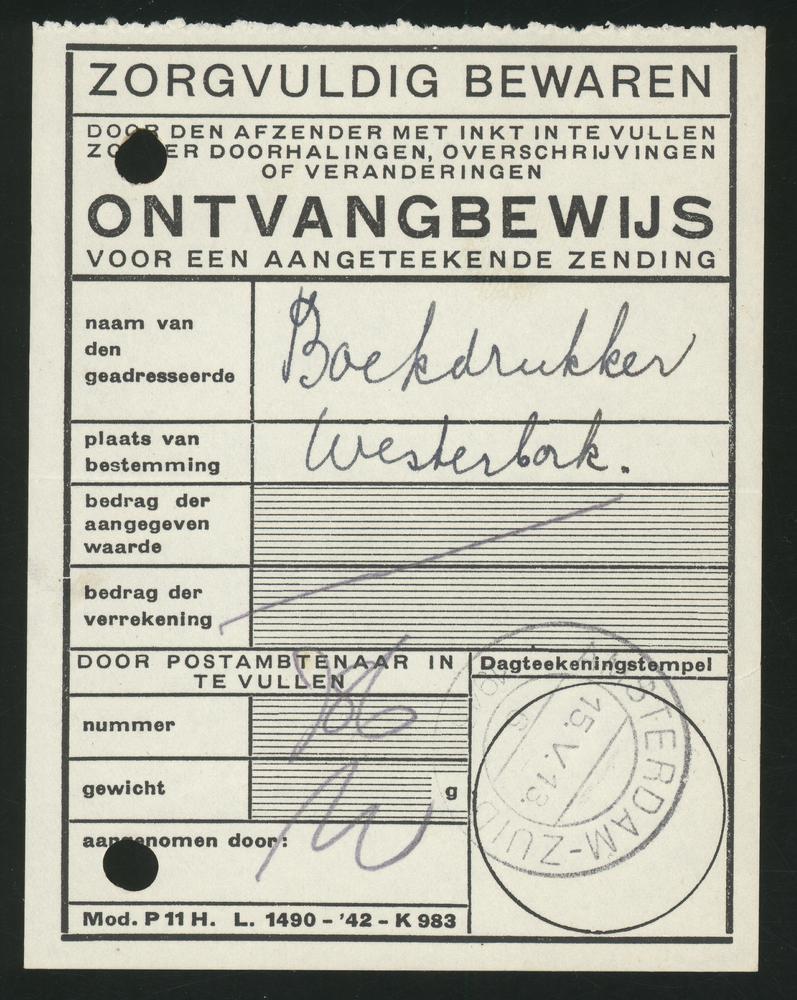 ZORGVULDIG BEWAREN
DOOR DEN AFZENDER MET INKT IN TE VULLEN
ZONDER DOORHALINGEN, OVERSCHRIJVINGEN
OF VERANDERINGEN
ONTVANGBEWIJS
VOOR EEN AANGETEEKENDE ZENDING
naam van
den
geadresseerde
Boekdrukker
plaats van
bestemming
Westerbork.
bedrag der
aangegeven
waarde
bedrag der
verrekening
DOOR POSTAMBTENAAR IN
TE VULLEN
Dagteekeningstempel
nummer
gewicht
g
aangenomen door:
AMSTERDAM-ZUID
15.V.13.
Mod. P 11 H. L. 1490 - '42 - K 983